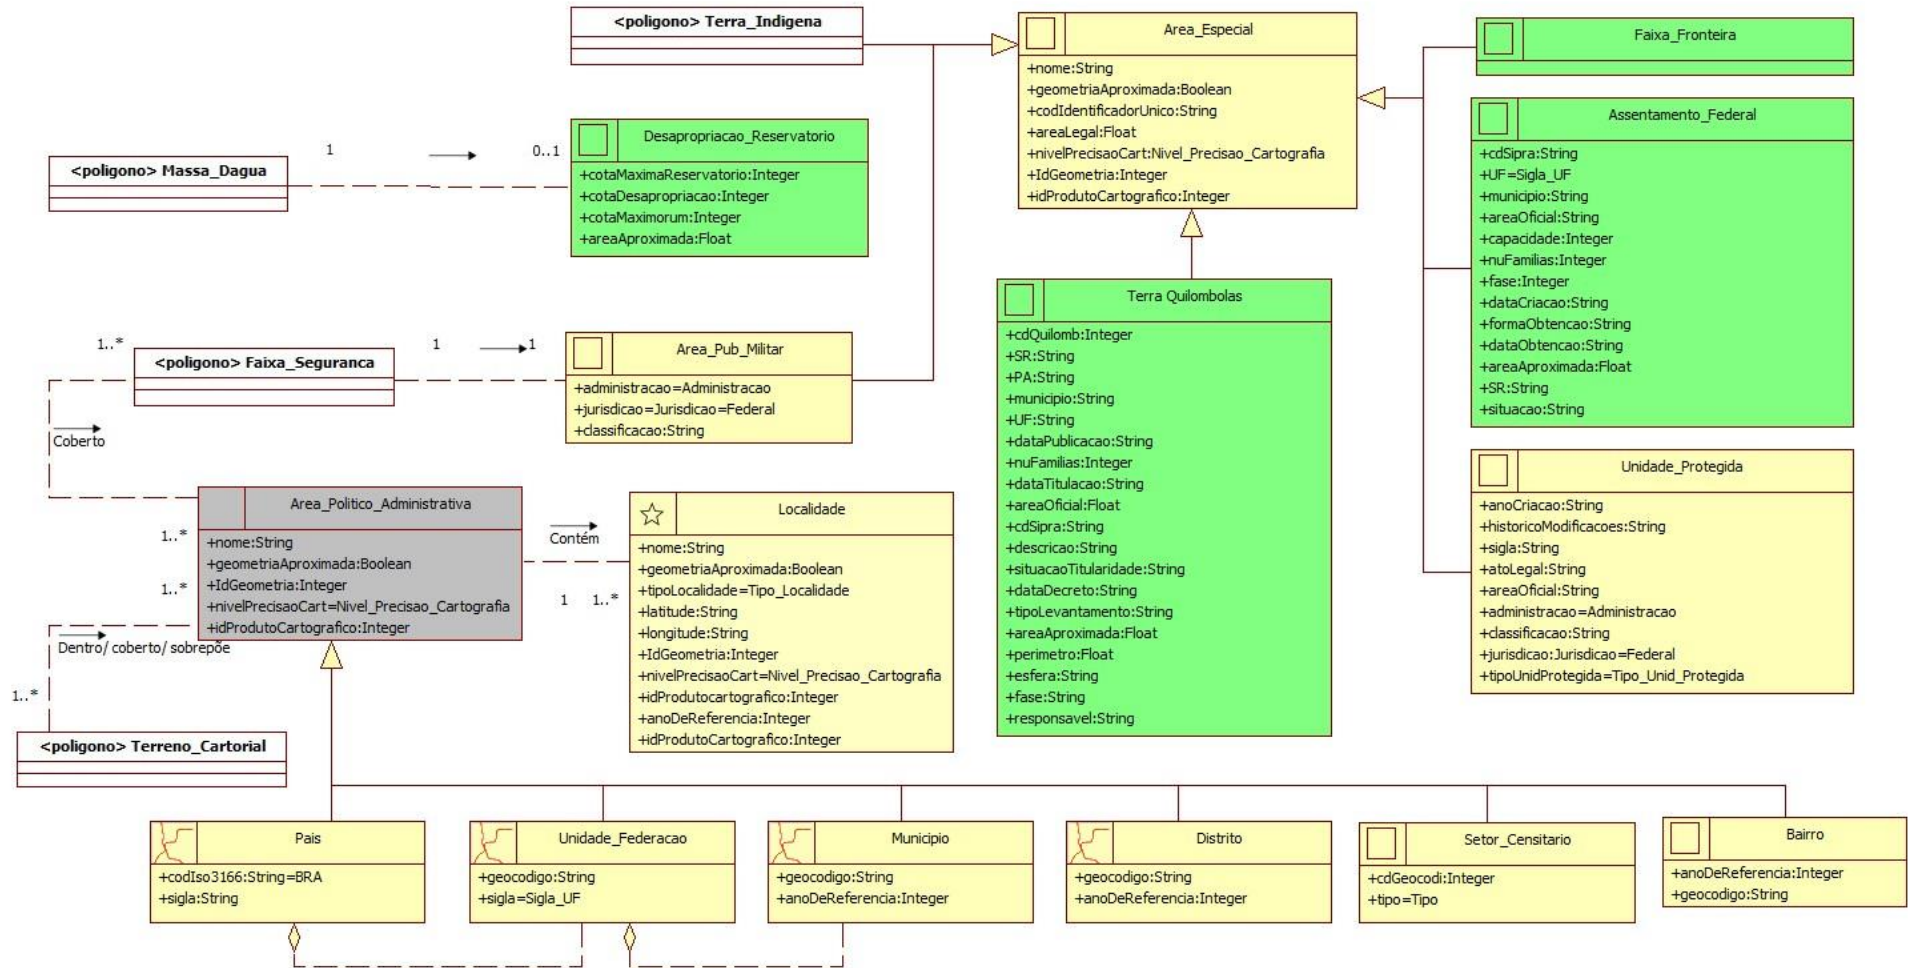 <poligono> Terra_Indigena
Area_Especial
+nome:String
+geometriaAproximada:Boolean
+codIdentificadorUnico:String
+areaLegal:Float
+nivelPrecisaoCart:Nivel_Precisao_Cartografia
+IdGeometria:Integer
+idProdutoCartografico:Integer
Faixa_Fronteira
Assentamento_Federal
+cdSipra:String
+UF=Sigla_UF
+municipio:String
+areaOficial:String
+capacidade:Integer
+nuFamilias:Integer
+fase:Integer
+dataCriacao:String
+formaObtencao:String
+dataObtencao:String
+areaAproximada:Float
+SR:String
+situacao:String
<poligono> Massa_Dagua
1
0..1
Desapropriacao_Reservatorio
+cotaMaximaReservatorio:Integer
+cotaDesapropriacao:Integer
+cotaMaximorum:Integer
+areaAproximada:Float
Terra Quilombolas
+cdQuilomb:Integer
+SR:String
+PA:String
+municipio:String
+UF:String
+dataPublicacao:String
+nuFamilias:Integer
+dataTitulacao:String
+areaOficial:Float
+cdSipra:String
+descricao:String
+situacaoTitularidade:String
+dataDecreto:String
+tipoLevantamento:String
+areaAproximada:Float
+perimetro:Float
+esfera:String
+fase:String
+responsavel:String
1..*
<poligono> Faixa_Seguranca
1
1
Area_Pub_Militar
+administracao=Administracao
+jurisdicao=Jurisdicao=Federal
+classificacao:String
Unidade_Protegida
+anoCriacao:String
+historicoModificacoes:String
+sigla:String
+atoLegal:String
+areaOficial:String
+administracao=Administracao
+classificacao:String
+jurisdicao:Jurisdicao=Federal
+tipoUnidProtegida=Tipo_Unid_Protegida
Coberto
1..*
1..*
Area_Politico_Administrativa
+nome:String
+geometriaAproximada:Boolean
+IdGeometria:Integer
+nivelPrecisaoCart=Nivel_Precisao_Cartografia
+idProdutoCartografico:Integer
Contém
1
1..*
Localidade
+nome:String
+geometriaAproximada:Boolean
+tipoLocalidade=Tipo_Localidade
+latitude:String
+longitude:String
+IdGeometria:Integer
+nivelPrecisaoCart=Nivel_Precisao_Cartografia
+idProdutocartografico:Integer
+anoDeReferencia:Integer
+idProdutoCartografico:Integer
Dentro/ coberto/ sobrepõe
1..*
<poligono> Terreno_Cartorial
Pais
+codIso3166:String=BRA
+sigla:String
Unidade_Federacao
+geocodigo:String
+sigla=Sigla_UF
Municipio
+geocodigo:String
+anoDeReferencia:Integer
Distrito
+geocodigo:String
+anoDeReferencia:Integer
Setor_Censitario
+cdGeocodi:Integer
+tipo=Tipo
Bairro
+anoDeReferencia:Integer
+geocodigo:String